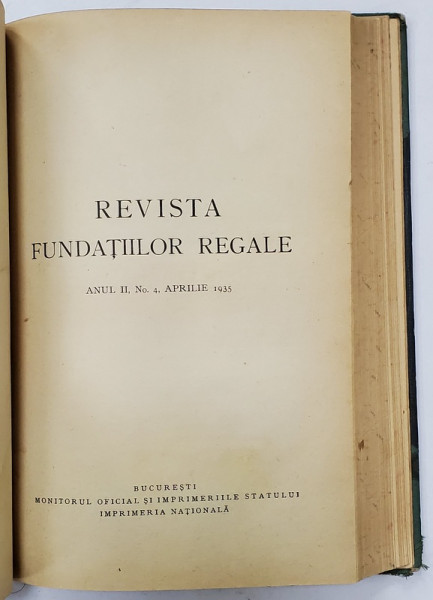 REVISTA
FUNDAȚIILOR REGALE
ANUL II, No. 4, APRILIE 1935
BUCUREȘTI
MONITORUL OFICIAL ȘI IMPRIMERIILE STATULUI
IMPRIMERIA NAȚIONALĂ